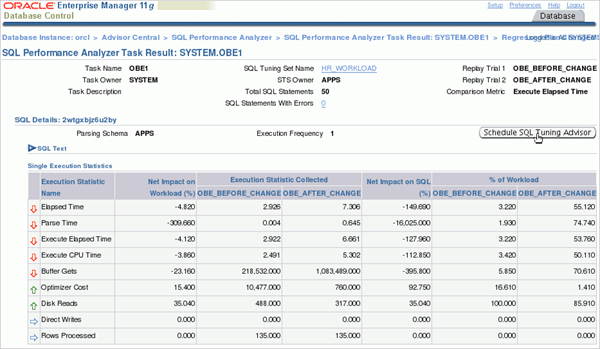 ORACLE Enterprise Manager 11g
Database Control
Setup Preferences Help Logout
Database
Database Instance: orcl > Advisor Central > SQL Performance Analyzer > SQL Performance Analyzer Task Result: SYSTEM.OBE1 >
SQL Performance Analyzer Task Result: SYSTEM.OBE1
Task Name OBE1 SQL Tuning Set Name HR_WORKLOAD Replay Trial 1 OBE_BEFORE_CHANGE
Task Owner SYSTEM STS Owner APPS Replay Trial 2 OBE_AFTER_CHANGE
Task Description Total SQL Statements 50 Comparison Metric Execute Elapsed Time
SQL Statements With Errors 0
SQL Details: 2wtgxbjz6u2by
Parsing Schema APPS Execution Frequency 1 Schedule SQL Tuning Advisor
SQL Text
Single Execution Statistics
Execution Statistic Name Net Impact on Workload (%) Execution Statistic Collected Net Impact on SQL (%) % of Workload
OBE_BEFORE_CHANGE OBE_AFTER_CHANGE OBE_BEFORE_CHANGE OBE_AFTER_CHANGE
Elapsed Time -4.820 2.926 7.306 -149.690 3.220 55.120
Parse Time -309.660 0.004 0.645 -16,025.000 1.930 74.740
Execute Elapsed Time -4.120 2.922 6.661 -127.960 3.220 53.760
Execute CPU Time -3.860 2.491 5.302 -112.850 3.420 50.110
Buffer Gets -23.160 218,532.000 1,083,489.000 -395.800 5.850 70.610
Optimizer Cost 15.400 10,477.000 760.000 92.750 16.610 1.410
Disk Reads 35.040 488.000 317.000 35.040 100.000 85.910
Direct Writes 0.000 0.000 0.000 0.000 0.000 0.000
Rows Processed 0.000 135.000 135.000 0.000 0.000 0.000